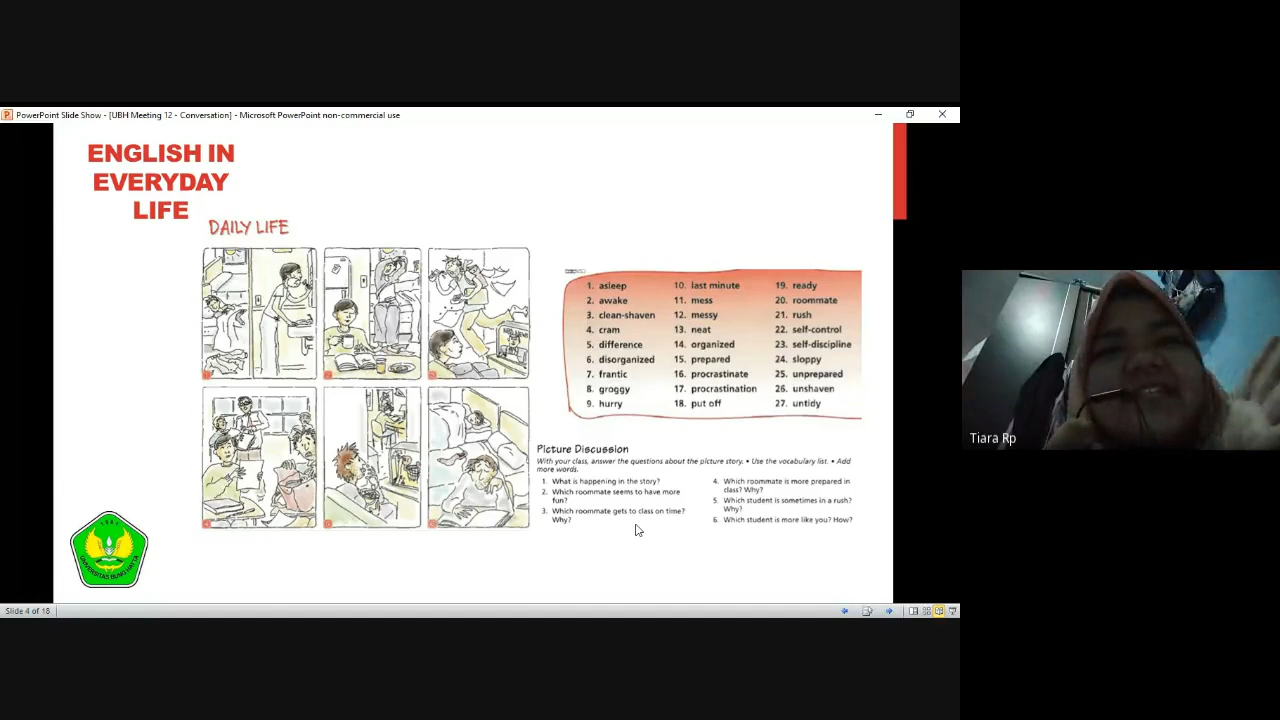 PowerPoint Slide Show - [UBH Meeting 12 - Conversation] - Microsoft PowerPoint non-commercial use
ENGLISH IN
EVERYDAY
LIFE
DAILY LIFE
1. asleep
2. awake
3. clean-shaven
4. cram
5. difference
6. disorganized
7. frantic
8. groggy
9. hurry
10. last minute
11. mess
12. messy
13. neat
14. organized
15. prepared
16. procrastinate
17. procrastination
18. put off
19. ready
20. roommate
21. rush
22. self-control
23. self-discipline
24. sloppy
25. unprepared
26. unshaven
27. untidy
Picture Discussion
With your class, answer the questions about the picture story. • Use the vocabulary list. • Add
more words.
1. What is happening in the story?
2. Which roommate seems to have more
fun?
3. Which roommate gets to class on time?
Why?
4. Which roommate is more prepared in
class? Why?
5. Which student is sometimes in a rush?
Why?
6. Which student is more like you? How?
UNIVERSITAS BUNG HATTA
Slide 4 of 18
Tiara Rp